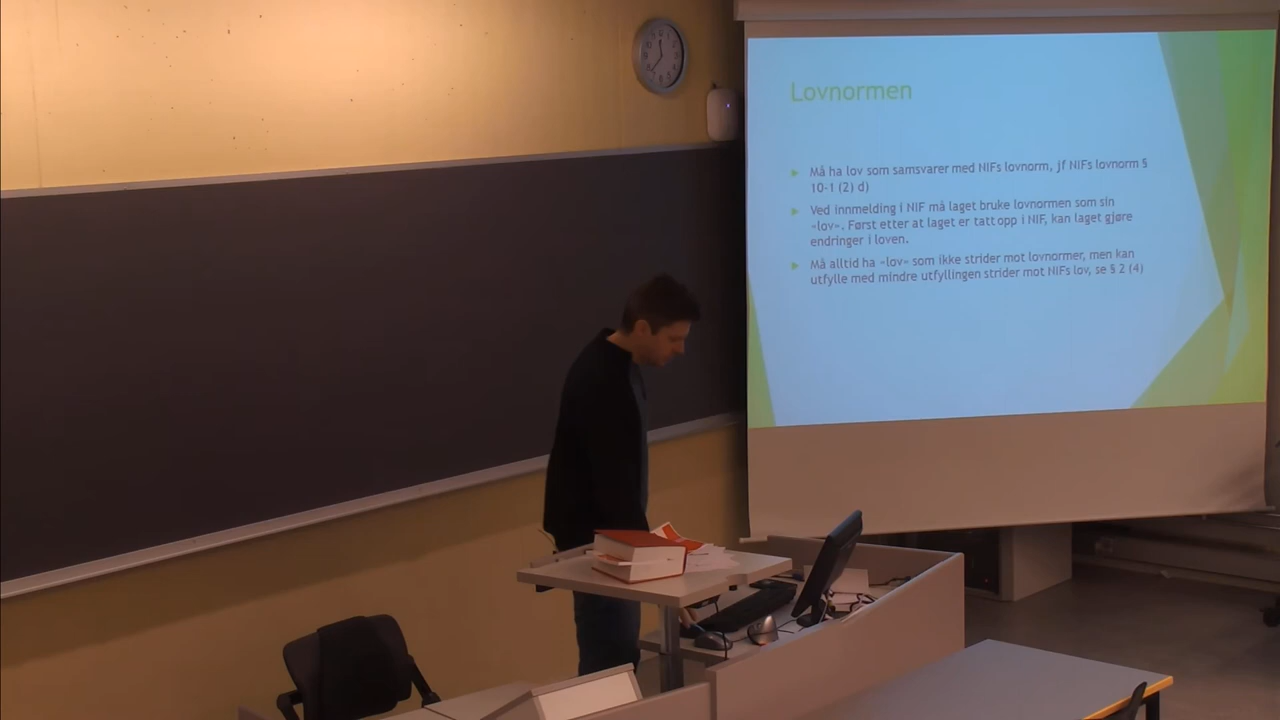 Lovnormen
Må ha lov som samsvarer med NIFs lovnorm, jf NIFs lovnorm §
10-1 (2) d)
Ved innmelding i NIF må laget bruke lovnormen som sin
«lov». Først etter at laget er tatt opp i NIF, kan laget gjøre
endringer i loven.
Må alltid ha «lov» som ikke strider mot lovnormer, men kan
utfylle med mindre utfyllingen strider mot NIFs lov, se § 2 (4)